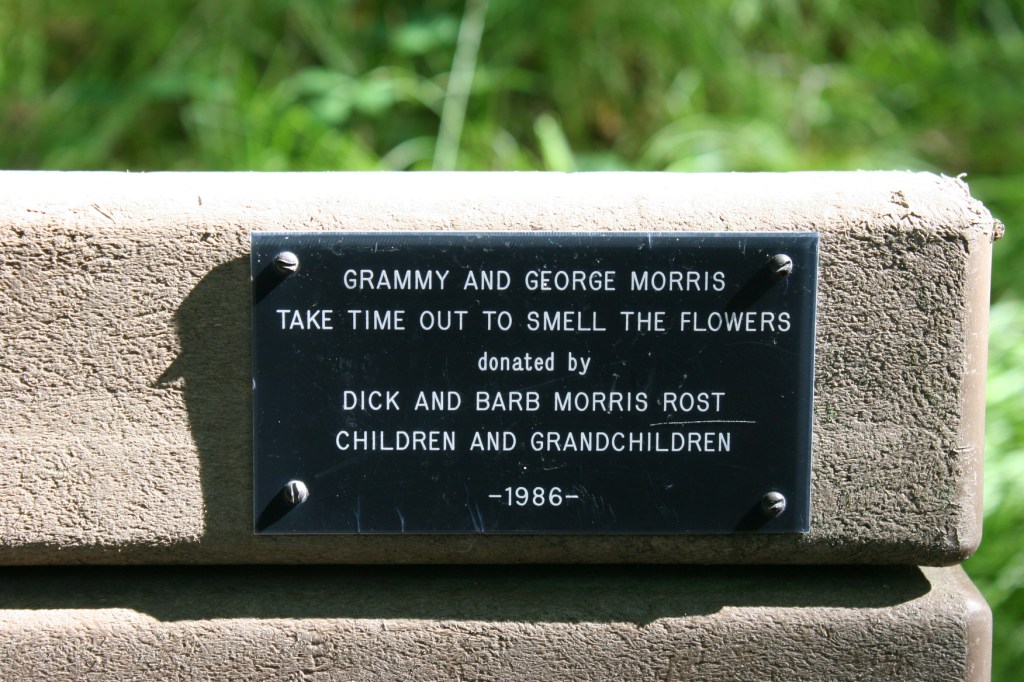 GRAMMY AND GEORGE MORRIS
TAKE TIME OUT TO SMELL THE FLOWERS
donated by
DICK AND BARB MORRIS ROST
CHILDREN AND GRANDCHILDREN
-1986-